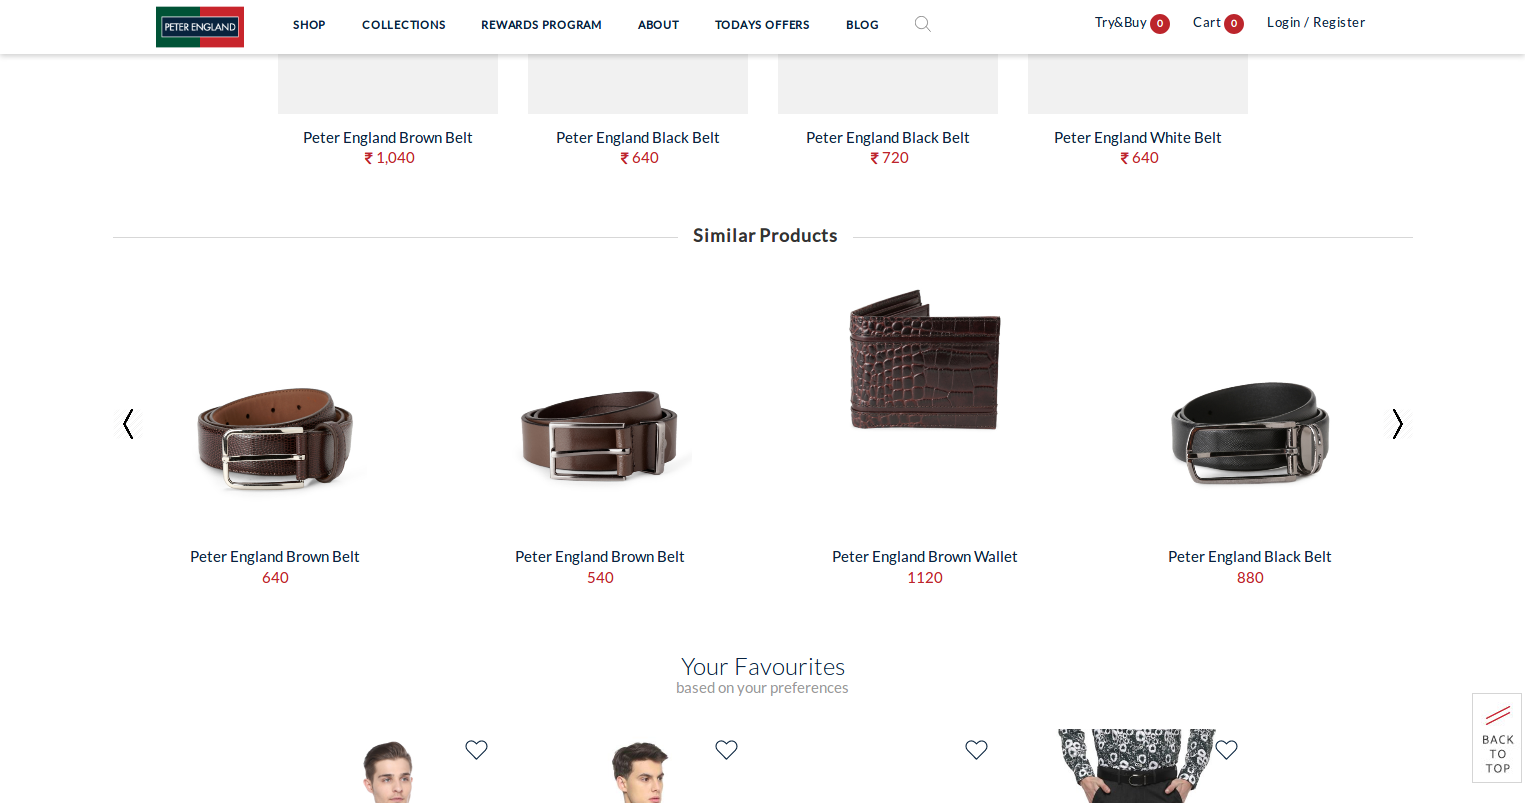 PETER ENGLAND
SHOP COLLECTIONS REWARDS PROGRAM ABOUT TODAYS OFFERS BLOG Try&Buy 0 Cart 0 Login / Register
Peter England Brown Belt Peter England Black Belt Peter England Black Belt Peter England White Belt
₹ 1,040 ₹ 640 ₹ 720 ₹ 640
Similar Products
Peter England Brown Belt Peter England Brown Belt Peter England Brown Wallet Peter England Black Belt
640 540 1120 880
Your Favourites
based on your preferences
BACK
TO
TOP